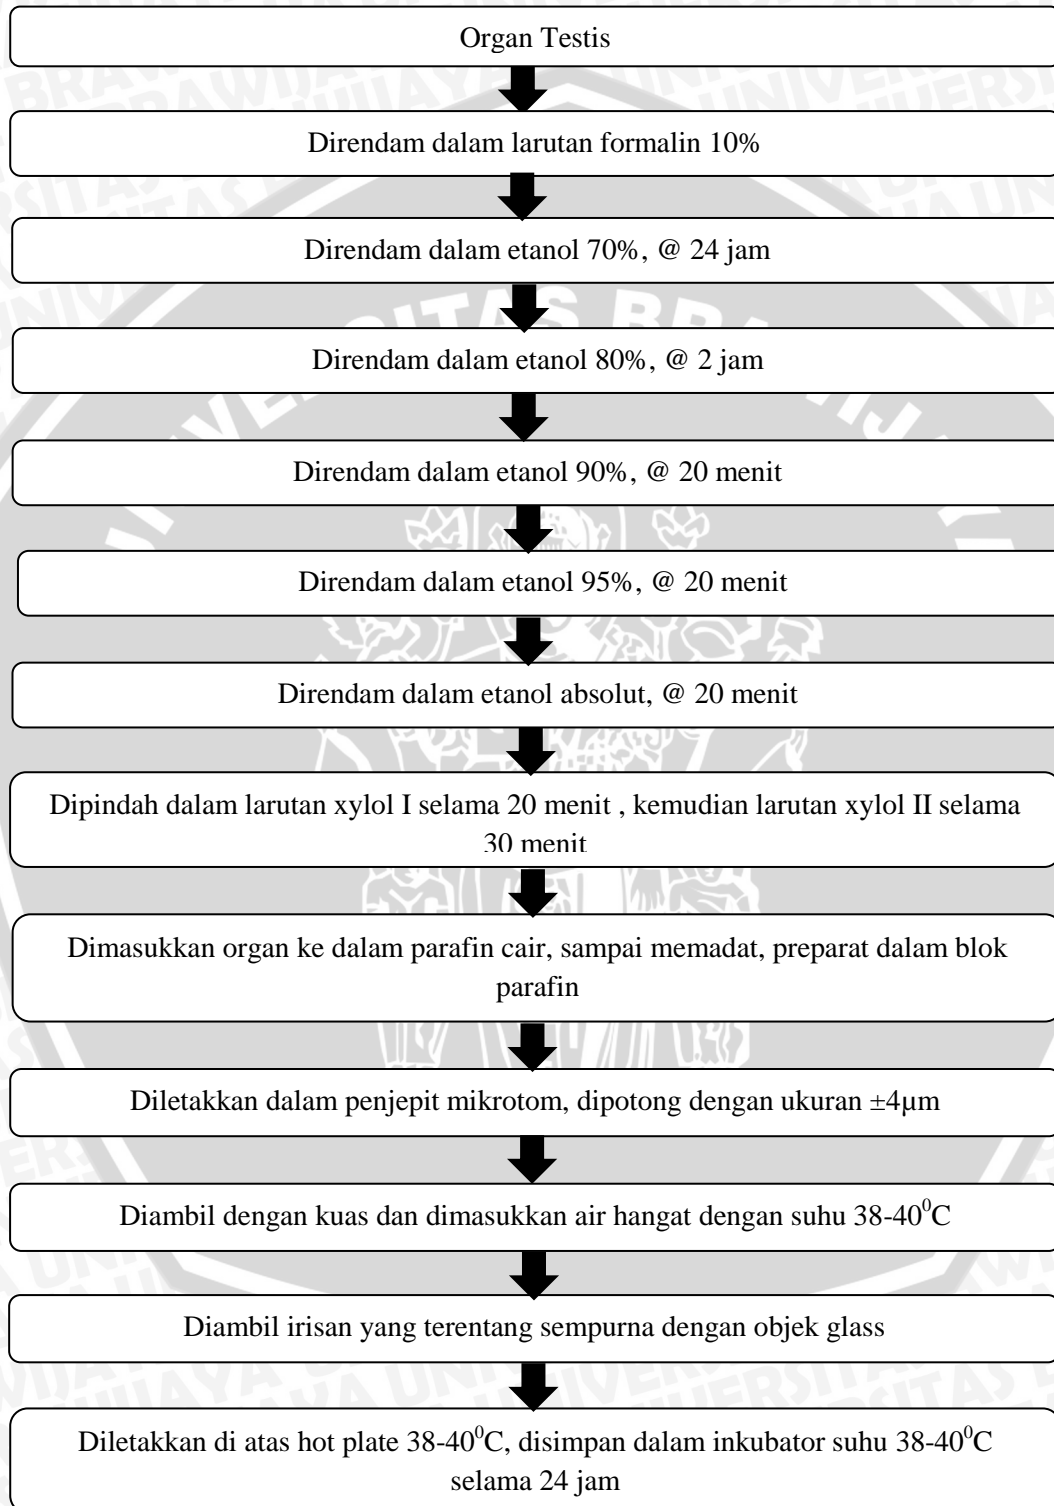 Organ Testis
Direndam dalam larutan formalin 10%
Direndam dalam etanol 70%, @ 24 jam
Direndam dalam etanol 80%, @ 2 jam
Direndam dalam etanol 90%, @ 20 menit
Direndam dalam etanol 95%, @ 20 menit
Direndam dalam etanol absolut, @ 20 menit
Dipindah dalam larutan xylol I selama 20 menit , kemudian larutan xylol II selama
30 menit
Dimasukkan organ ke dalam parafin cair, sampai memadat, preparat dalam blok
parafin
Diletakkan dalam penjepit mikrotom, dipotong dengan ukuran ±4µm
Diambil dengan kuas dan dimasukkan air hangat dengan suhu 38-40⁰C
Diambil irisan yang terentang sempurna dengan objek glass
Diletakkan di atas hot plate 38-40⁰C, disimpan dalam inkubator suhu 38-40⁰C
selama 24 jam